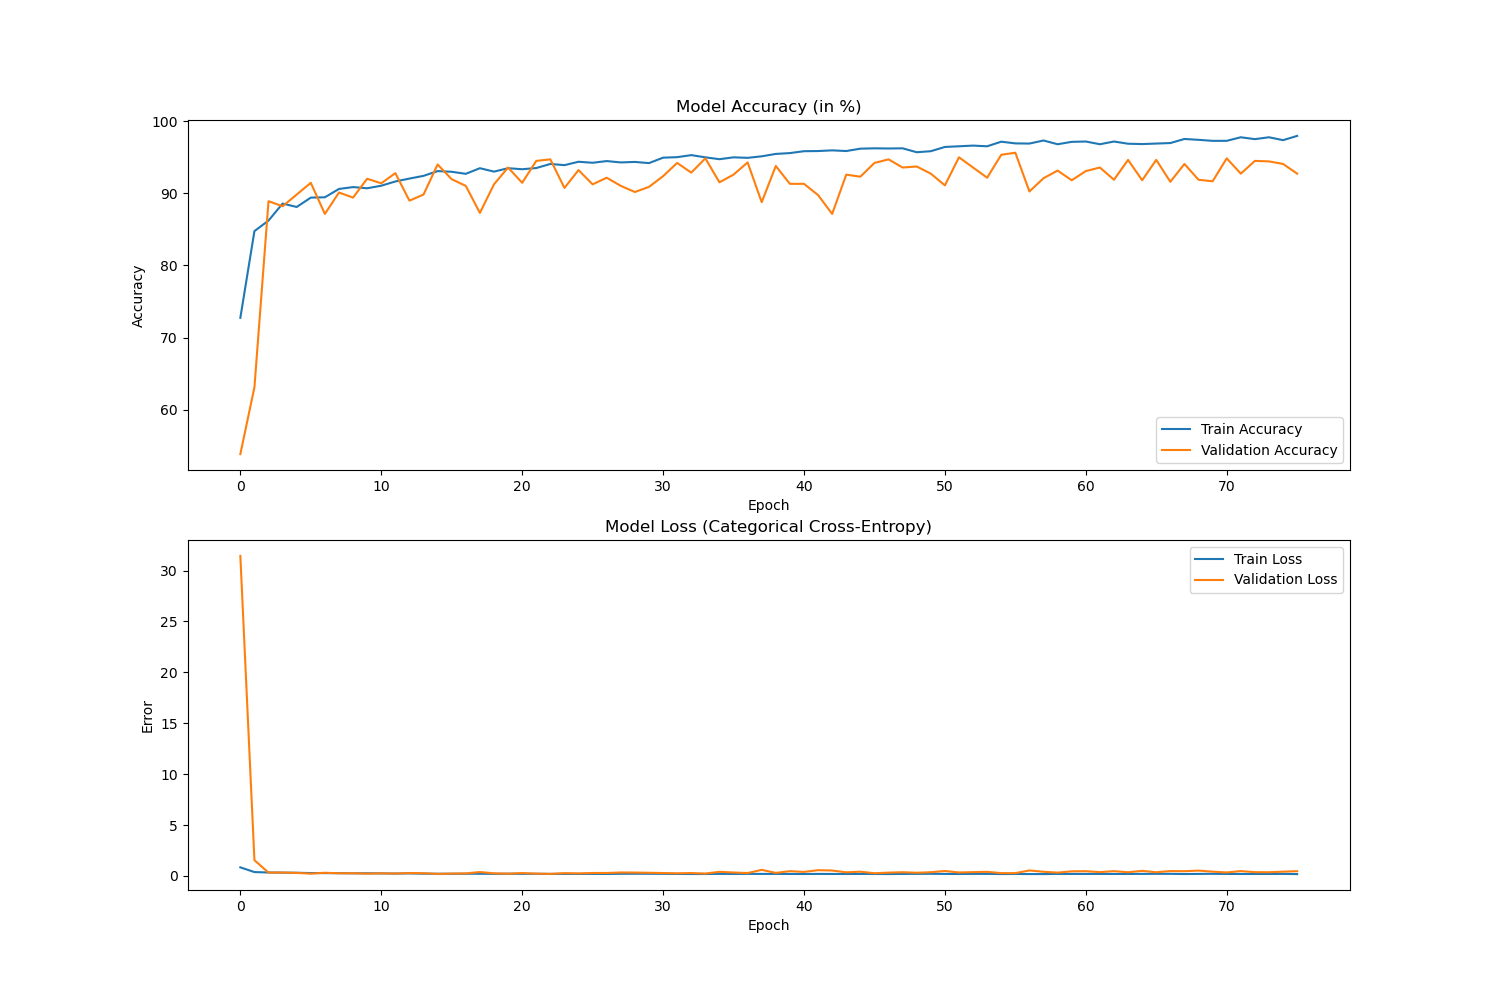 Model Accuracy (in %)
100
90
80
70
60
Accuracy
Train Accuracy
Validation Accuracy
0 10 20 30 40 50 60 70
Epoch
Model Loss (Categorical Cross-Entropy)
30
25
20
15
10
5
0
Error
Train Loss
Validation Loss
0 10 20 30 40 50 60 70
Epoch